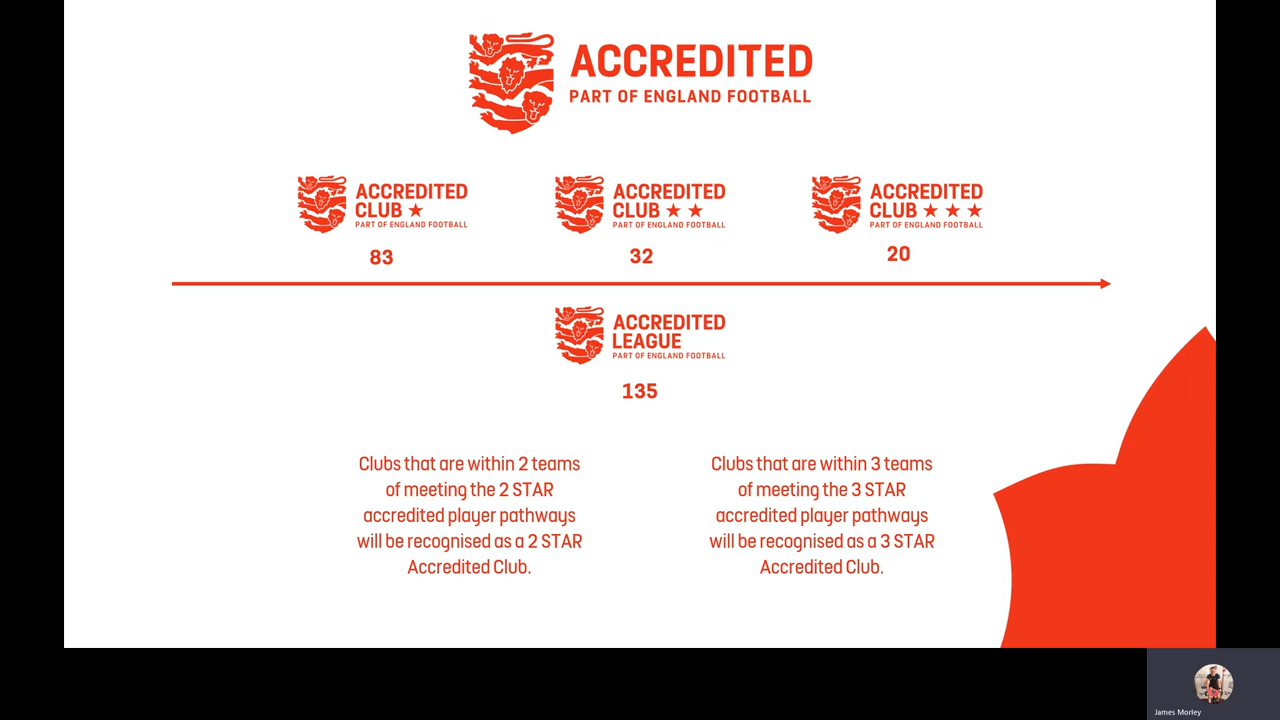 ACCREDITED
PART OF ENGLAND FOOTBALL
ACCREDITED
CLUB ★
PART OF ENGLAND FOOTBALL
83
ACCREDITED
CLUB ★ ★
PART OF ENGLAND FOOTBALL
32
ACCREDITED
CLUB ★ ★ ★
PART OF ENGLAND FOOTBALL
20
ACCREDITED
LEAGUE
PART OF ENGLAND FOOTBALL
135
Clubs that are within 2 teams
of meeting the 2 STAR
accredited player pathways
will be recognised as a 2 STAR
Accredited Club.
Clubs that are within 3 teams
of meeting the 3 STAR
accredited player pathways
will be recognised as a 3 STAR
Accredited Club.
James Morley